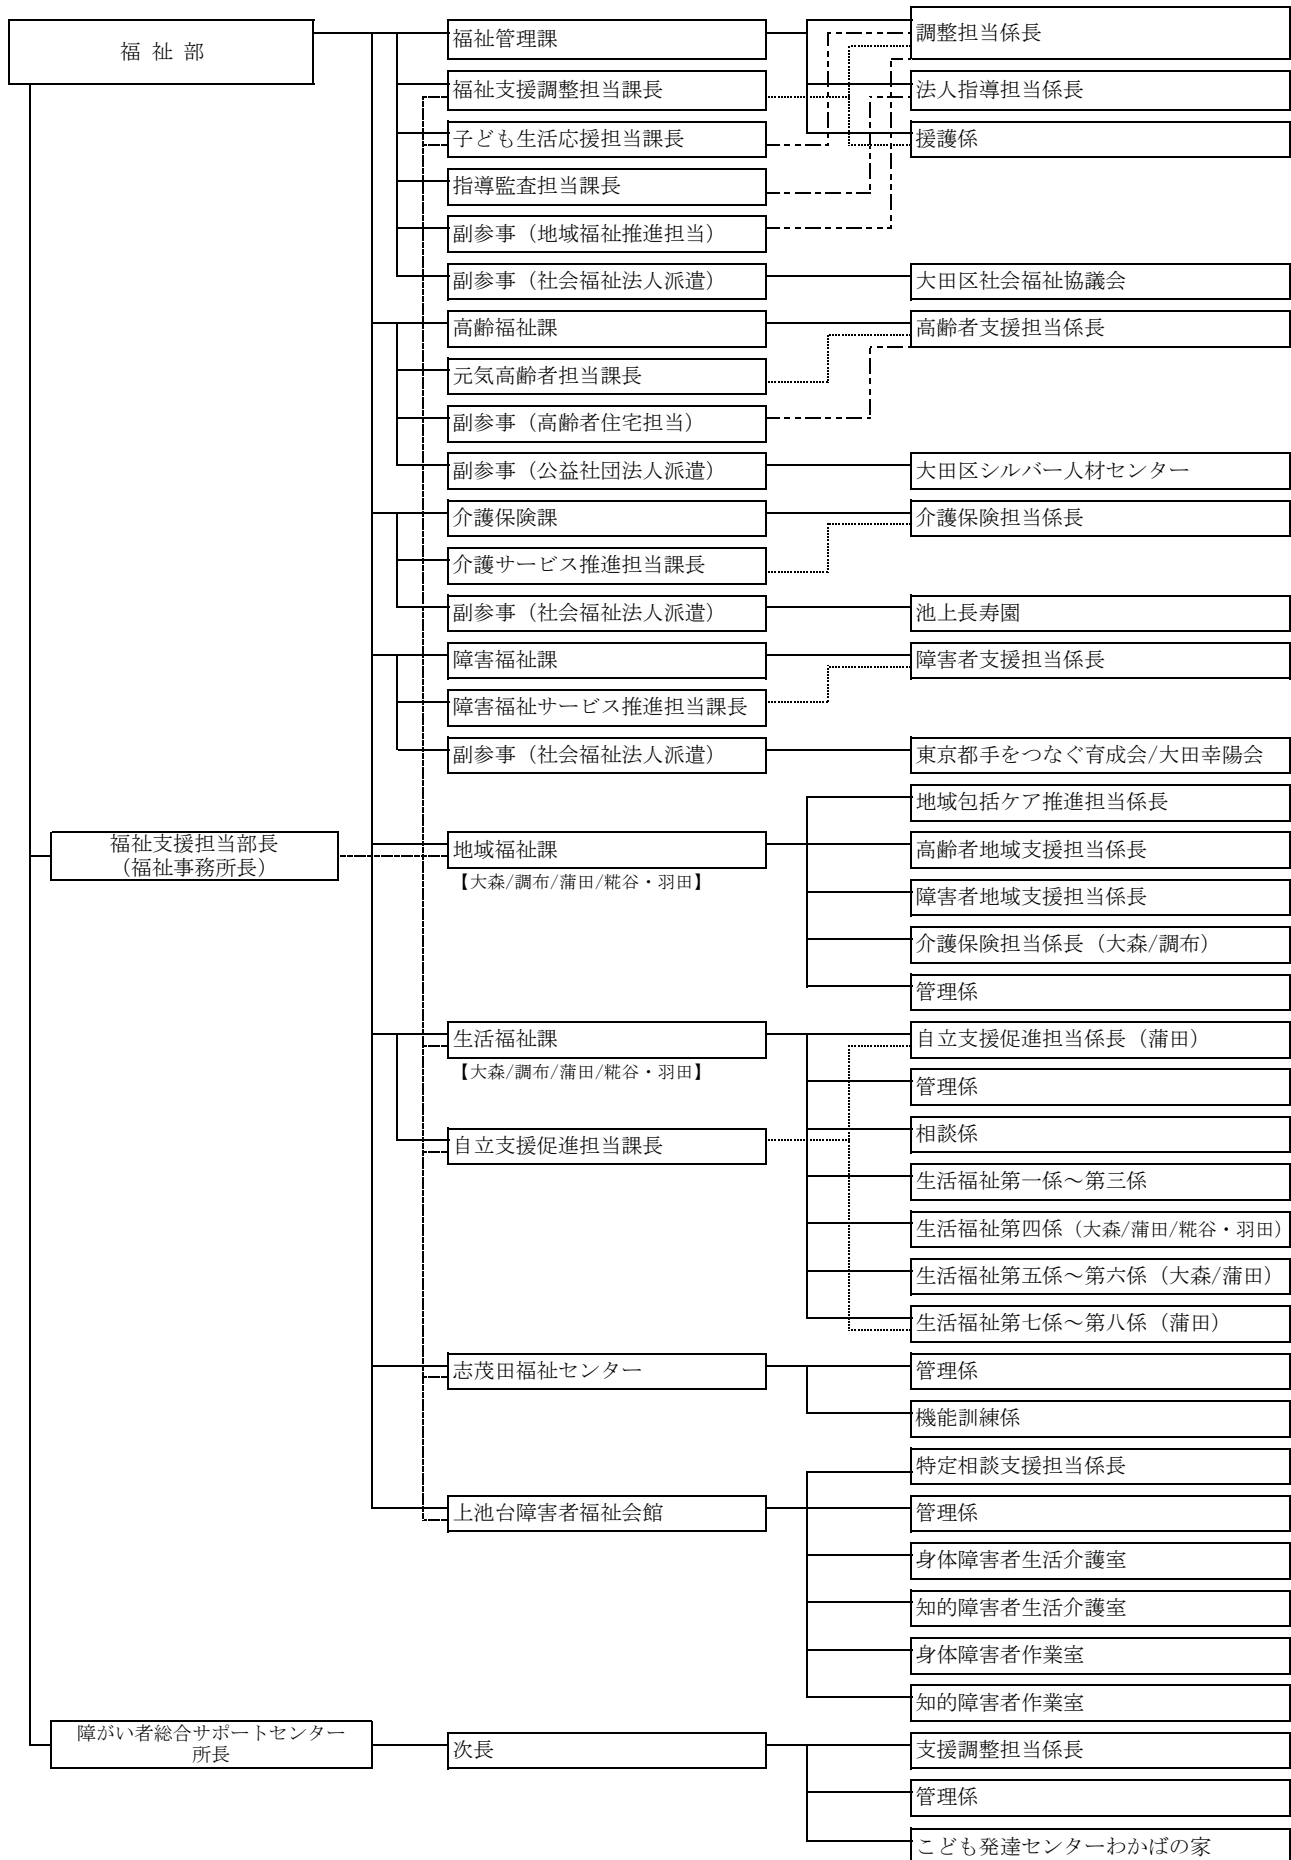 福 祉 部
福祉管理課
調整担当係長
福祉支援調整担当課長
法人指導担当係長
子ども生活応援担当課長
援護係
指導監査担当課長
副参事（地域福祉推進担当）
副参事（社会福祉法人派遣）
大田区社会福祉協議会
高齢福祉課
高齢者支援担当係長
元気高齢者担当課長
副参事（高齢者住宅担当）
副参事（公益社団法人派遣）
大田区シルバー人材センター
介護保険課
介護保険担当係長
介護サービス推進担当課長
副参事（社会福祉法人派遣）
池上長寿園
障害福祉課
障害者支援担当係長
障害福祉サービス推進担当課長
副参事（社会福祉法人派遣）
東京都手をつなぐ育成会/大田幸陽会
地域包括ケア推進担当係長
福祉支援担当部長
（福祉事務所長）
地域福祉課
【大森/調布/蒲田/糀谷・羽田】
高齢者地域支援担当係長
障害者地域支援担当係長
介護保険担当係長（大森/調布）
管理係
生活福祉課
【大森/調布/蒲田/糀谷・羽田】
自立支援促進担当係長（蒲田）
管理係
自立支援促進担当課長
相談係
生活福祉第一係～第三係
生活福祉第四係（大森/蒲田/糀谷・羽田）
生活福祉第五係～第六係（大森/蒲田）
生活福祉第七係～第八係（蒲田）
志茂田福祉センター
管理係
機能訓練係
特定相談支援担当係長
上池台障害者福祉会館
管理係
身体障害者生活介護室
知的障害者生活介護室
身体障害者作業室
知的障害者作業室
障がい者総合サポートセンター
所長
次長
支援調整担当係長
管理係
こども発達センターわかばの家